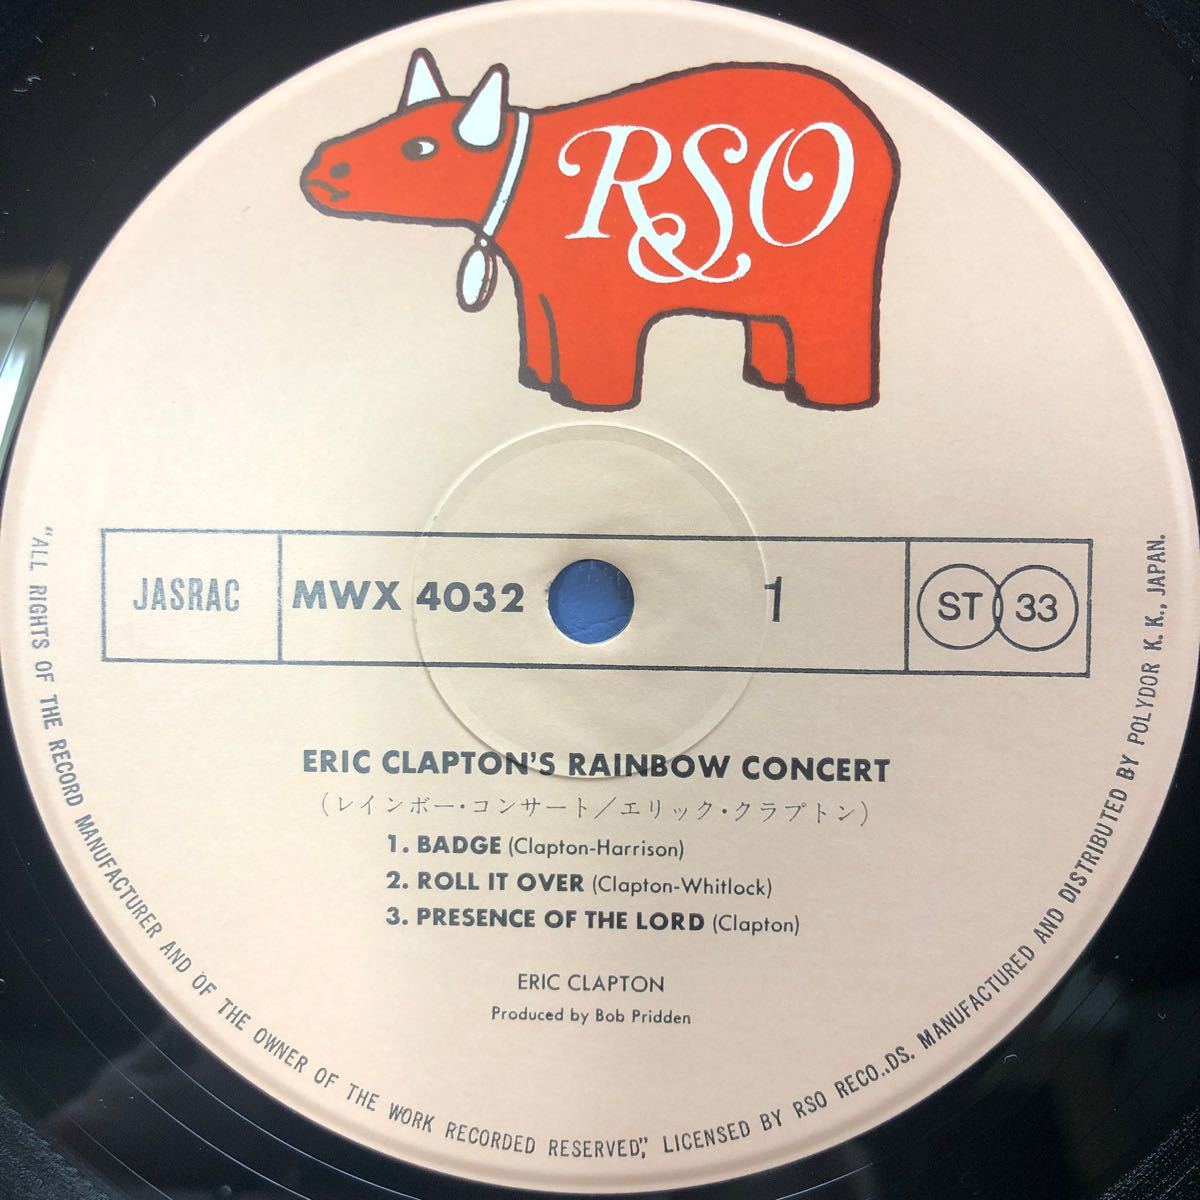 RSO
JASRAC
MWX 4032
1
ST 33
ERIC CLAPTON'S RAINBOW CONCERT
(レインボー・コンサート/エリック・クラプトン)
1. BADGE (Clapton-Harrison)
2. ROLL IT OVER (Clapton-Whitlock)
3. PRESENCE OF THE LORD (Clapton)
ERIC CLAPTON
Produced by Bob Pridden
"ALL RIGHTS OF THE RECORD MANUFACTURER AND OF THE OWNER OF THE WORK RECORDED RESERVED", LICENSED BY RSO RECO..DS. MANUFACTURED AND DISTRIBUTED BY POLYDOR K. K., JAPAN.